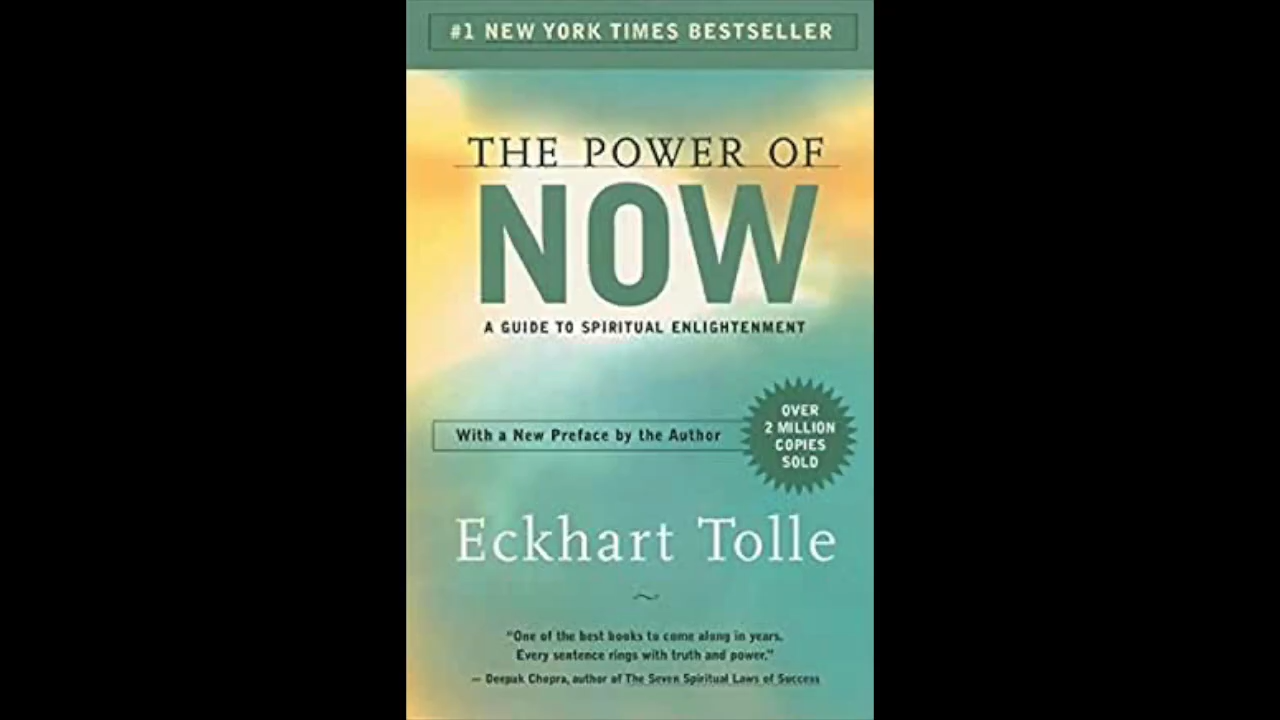 #1 NEW YORK TIMES BESTSELLER
THE POWER OF
NOW
A GUIDE TO SPIRITUAL ENLIGHTENMENT
With a New Preface by the Author
OVER
2 MILLION
COPIES
SOLD
Eckhart Tolle
"One of the best books to come along in years.
Every sentence rings with truth and power."
— Deepak Chopra, author of The Seven Spiritual Laws of Success